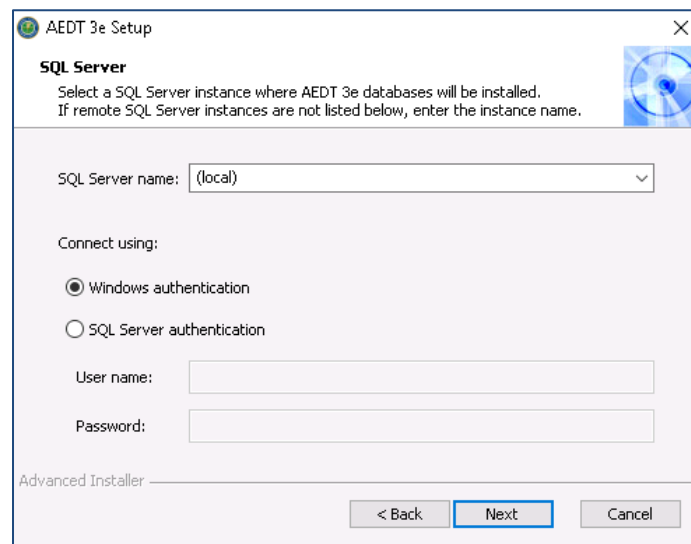 AEDT 3e Setup
SQL Server
Select a SQL Server instance where AEDT 3e databases will be installed.
If remote SQL Server instances are not listed below, enter the instance name.
SQL Server name: (local)
Connect using:
Windows authentication
SQL Server authentication
User name:
Password:
Advanced Installer
< Back Next Cancel